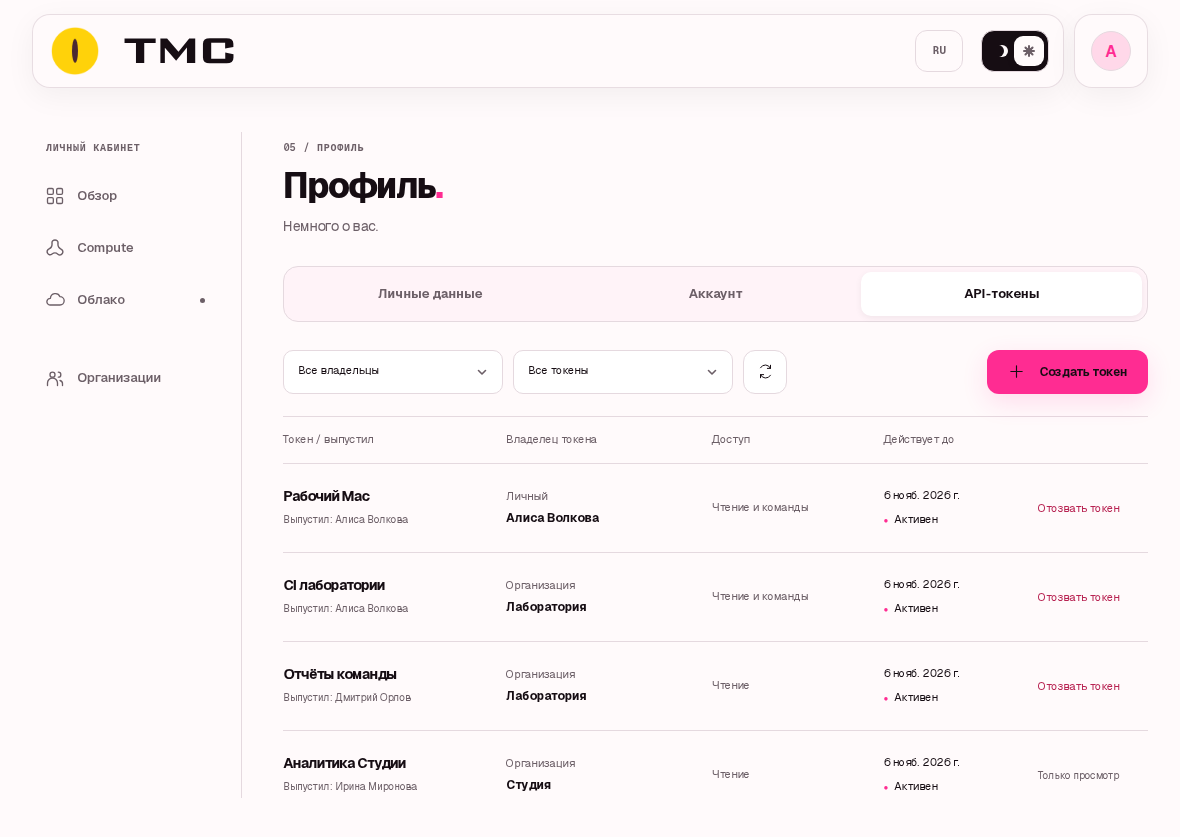 TMC
RU
A
ЛИЧНЫЙ КАБИНЕТ
Обзор
Compute
Облако
Организации
05 / ПРОФИЛЬ
Профиль.
Немного о вас.
Личные данные
Аккаунт
API-токены
Все владельцы
Все токены
Создать токен
Токен / выпустил
Владелец токена
Доступ
Действует до
Рабочий Mac
Выпустил: Алиса Волкова
Личный
Алиса Волкова
Чтение и команды
6 нояб. 2026 г.
Активен
Отозвать токен
CI лаборатории
Выпустил: Алиса Волкова
Организация
Лаборатория
Чтение и команды
6 нояб. 2026 г.
Активен
Отозвать токен
Отчёты команды
Выпустил: Дмитрий Орлов
Организация
Лаборатория
Чтение
6 нояб. 2026 г.
Активен
Отозвать токен
Аналитика Студии
Выпустил: Ирина Миронова
Организация
Студия
Чтение
6 нояб. 2026 г.
Активен
Только просмотр